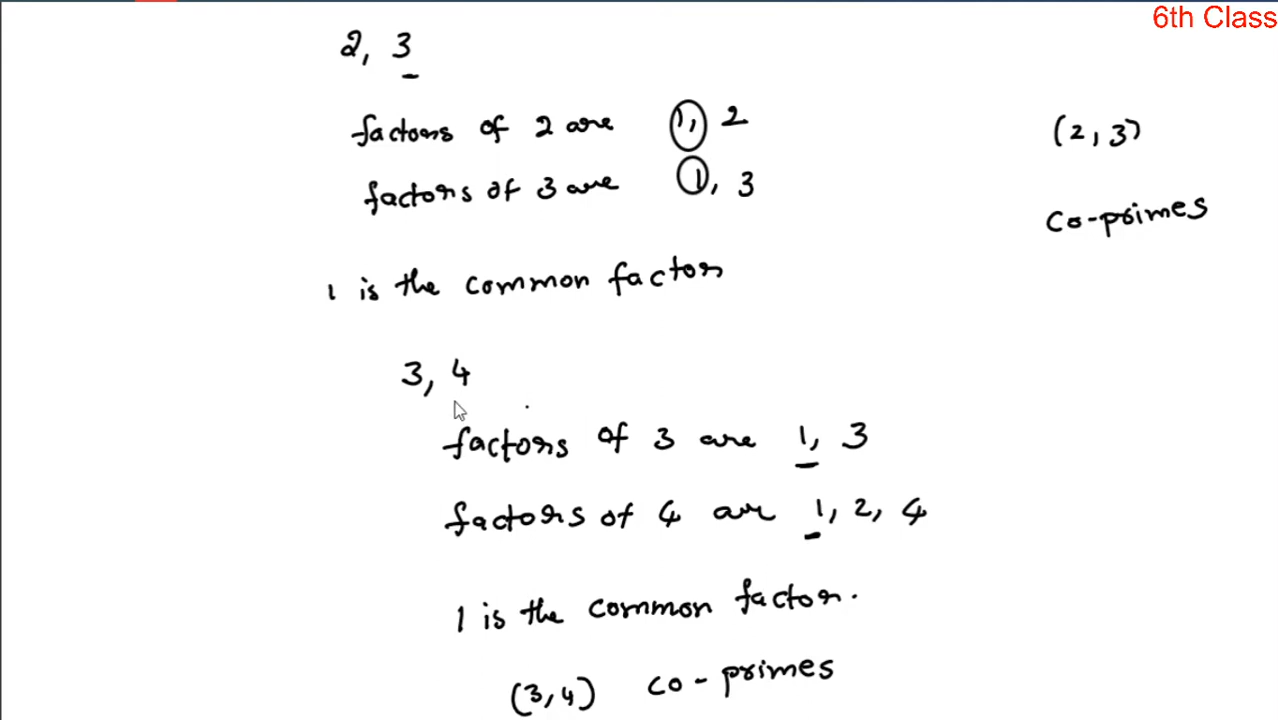 6th Class
2, 3
factors of 2 are 1, 2
(2, 3)
factors of 3 are 1, 3
co-primes
1 is the common factor
3, 4
factors of 3 are 1, 3
factors of 4 are 1, 2, 4
1 is the common factor.
(3, 4) co-primes